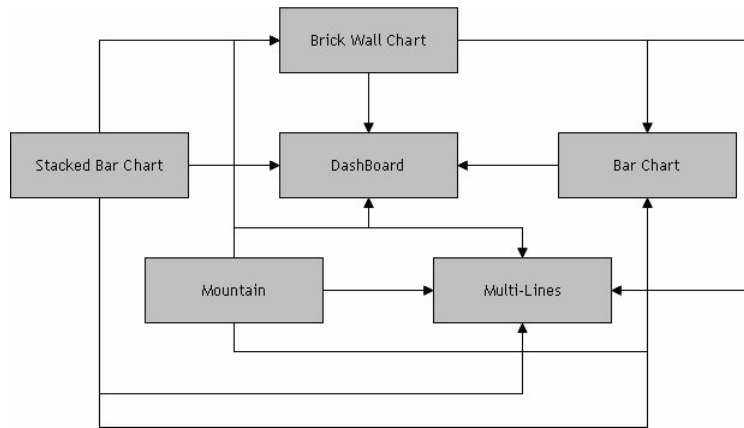 Brick Wall Chart
Stacked Bar Chart
DashBoard
Bar Chart
Mountain
Multi-Lines